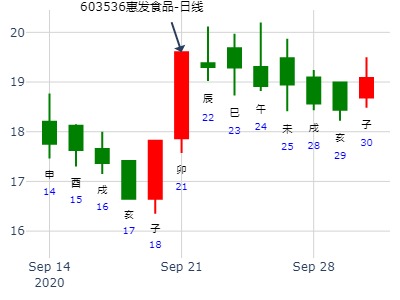 603536惠发食品-日线
20
19
18
17
16
申
14
酉
15
戌
16
亥
17
子
18
卯
21
辰
22
巳
23
午
24
未
25
戌
28
亥
29
子
30
Sep 14
2020
Sep 21
Sep 28